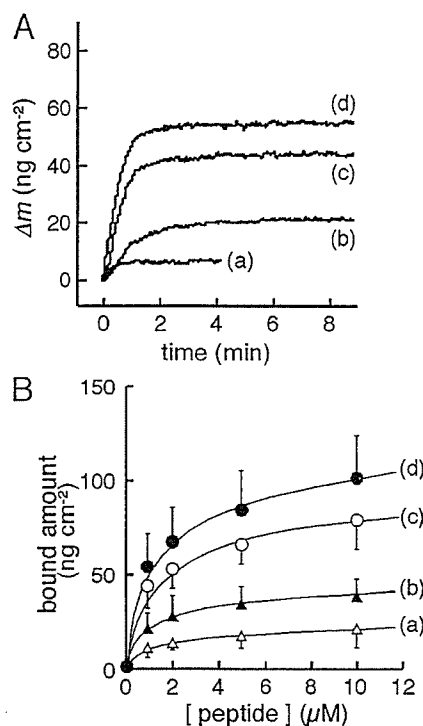 A
80
60
40
20
0
Δm (ng cm⁻²)
(d)
(c)
(b)
(a)
0 2 4 6 8
time (min)
B
150
100
50
0
bound amount
(ng cm⁻²)
(d)
(c)
(b)
(a)
0 2 4 6 8 10 12
[ peptide ] (μM)